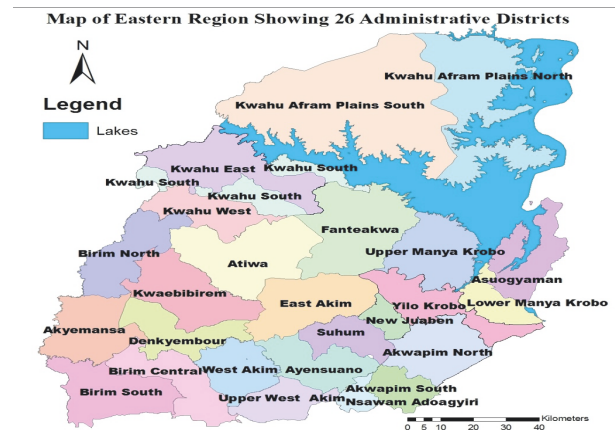 Map of Eastern Region Showing 26 Administrative Districts
N
Legend
Lakes
Kwahu Afram Plains North
Kwahu Afram Plains South
Kwahu East
Kwahu South
Kwahu South
Kwahu South
Kwahu West
Fanteakwa
Birim North
Upper Manya Krobo
Atiwa
Asuogyaman
Kwaebibirem
East Akim
Yilo Krobo
Lower Manya Krobo
New Juaben
Akyemansa
Suhum
Denkyembour
Akwapim North
Birim Central
West Akim
Ayensuano
Birim South
Akwapim South
Upper West Akim
Nsawam Adoagyiri
Kilometers
0 5 10 20 30 40